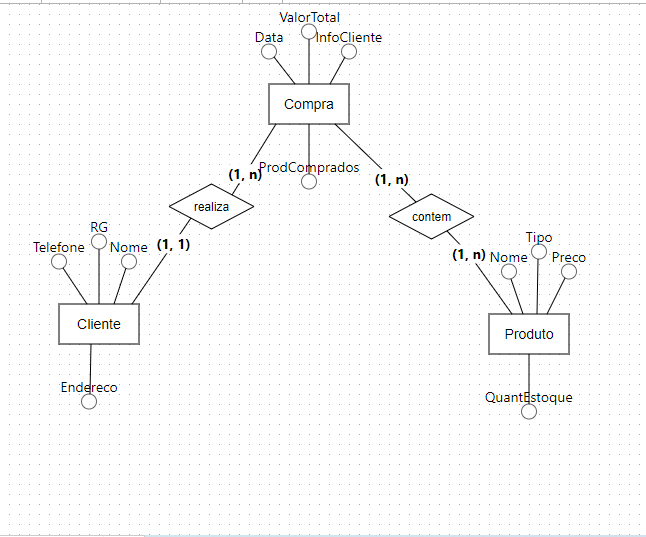 ValorTotal
Data
InfoCliente
Compra
ProdComprados
(1, n)
(1, n)
realiza
contem
RG
Telefone
Nome
(1, 1)
Tipo
(1, n)
Nome
Preco
Cliente
Produto
Endereco
QuantEstoque